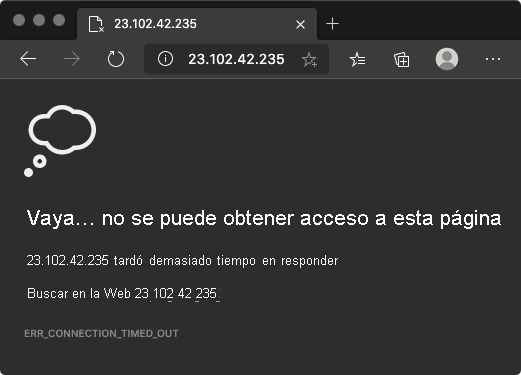 23.102.42.235
23.102.42.235
Vaya... no se puede obtener acceso a esta página
23.102.42.235 tardó demasiado tiempo en responder
Buscar en la Web 23 102 42 235
ERR_CONNECTION_TIMED_OUT